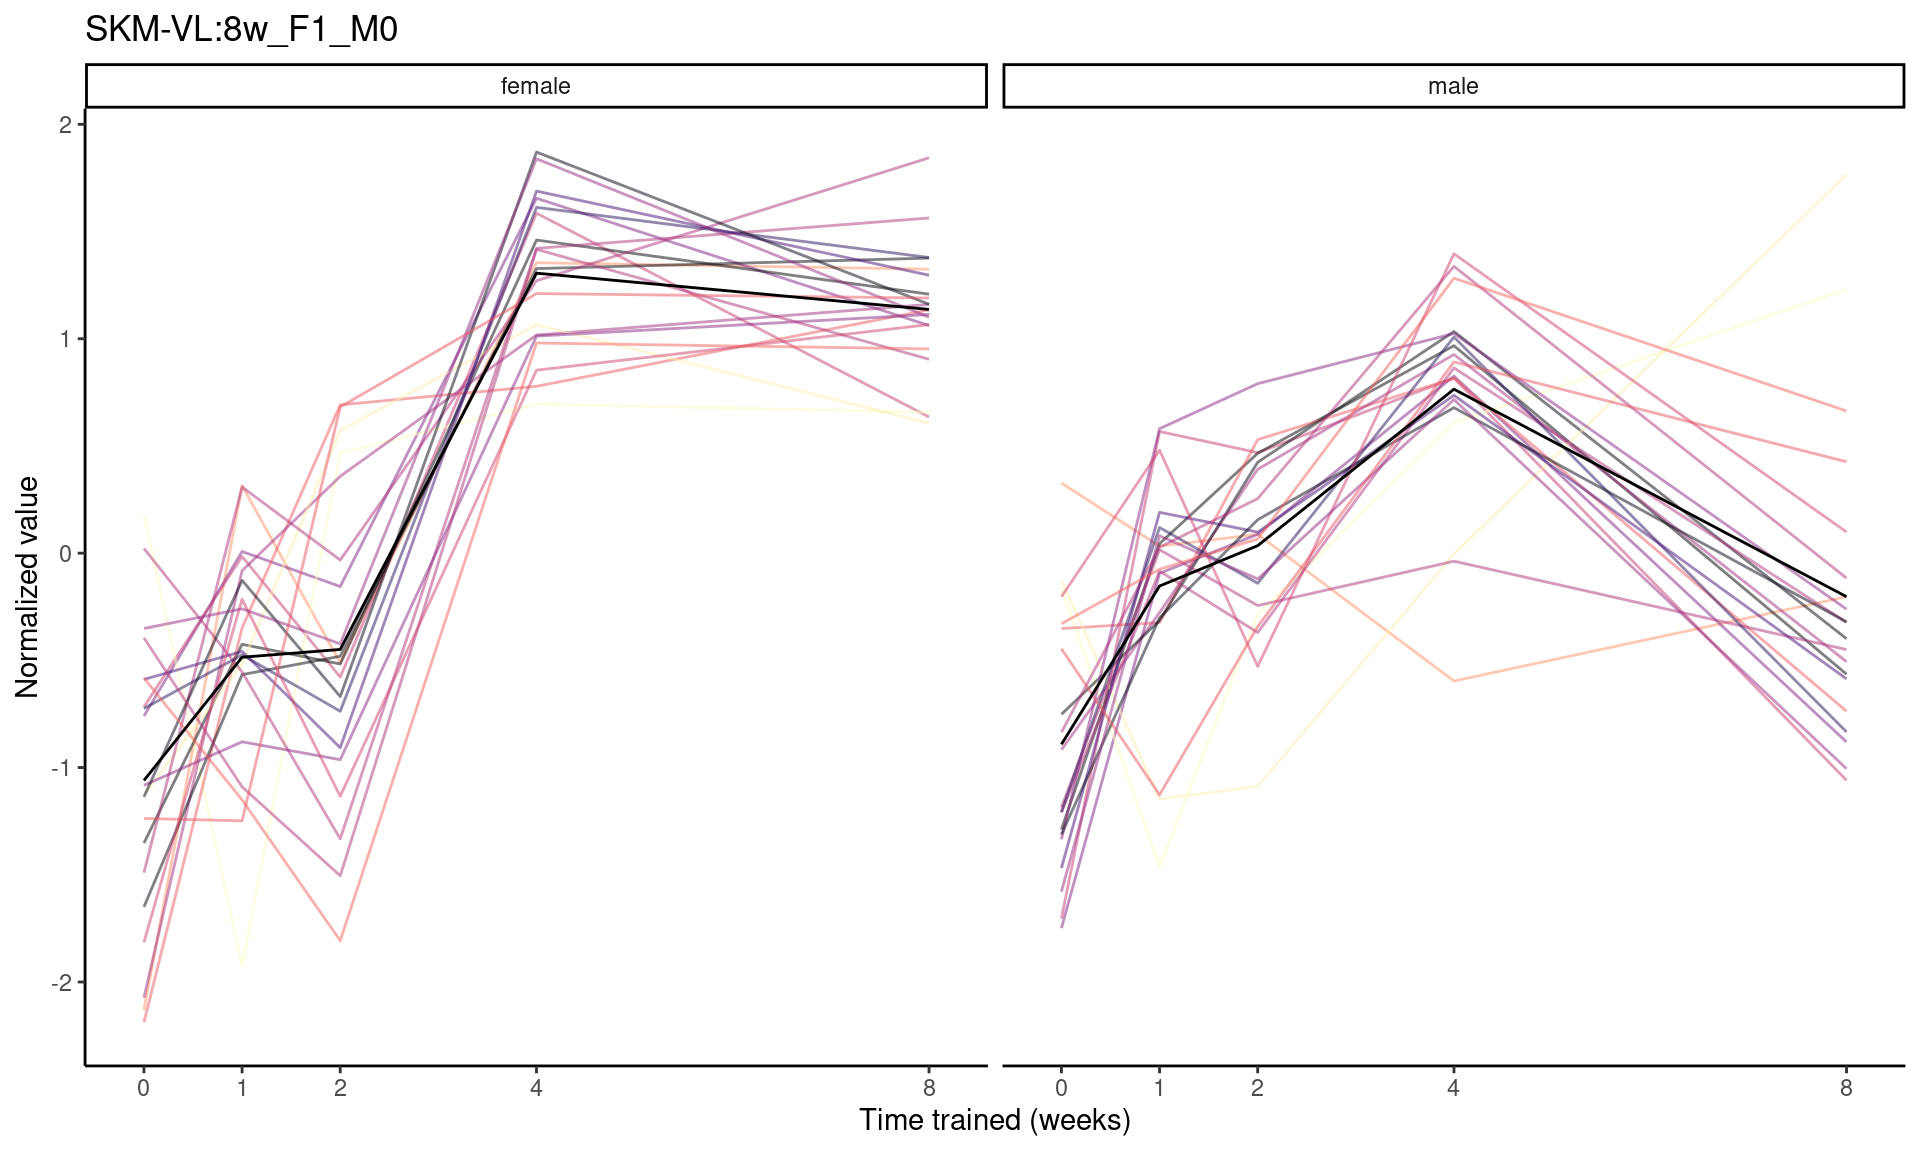 SKM-VL:8w_F1_M0
female
male
Normalized value
2
1
0
-1
-2
0 1 2 4 8
0 1 2 4 8
Time trained (weeks)